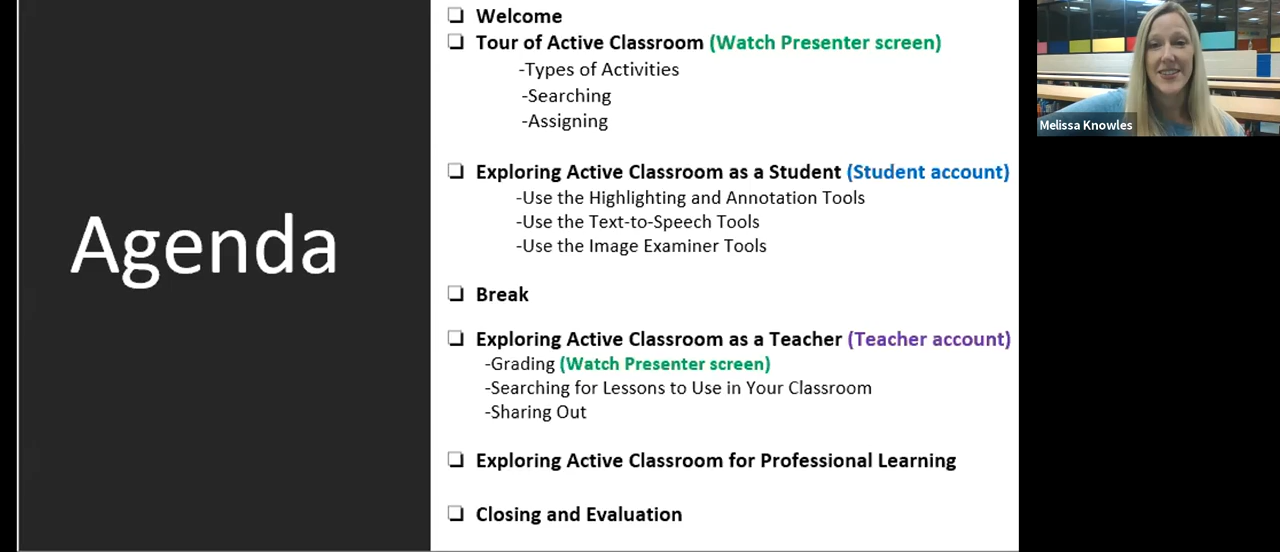 Agenda
Welcome
Tour of Active Classroom (Watch Presenter screen)
-Types of Activities
-Searching
-Assigning
Exploring Active Classroom as a Student (Student account)
-Use the Highlighting and Annotation Tools
-Use the Text-to-Speech Tools
-Use the Image Examiner Tools
Break
Exploring Active Classroom as a Teacher (Teacher account)
-Grading (Watch Presenter screen)
-Searching for Lessons to Use in Your Classroom
-Sharing Out
Exploring Active Classroom for Professional Learning
Closing and Evaluation
Melissa Knowles